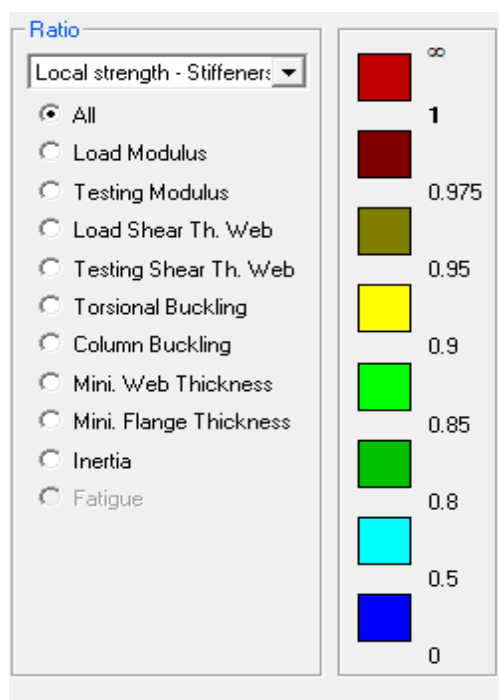 Ratio
Local strength - Stiffeners
All
Load Modulus
Testing Modulus
Load Shear Th. Web
Testing Shear Th. Web
Torsional Buckling
Column Buckling
Mini. Web Thickness
Mini. Flange Thickness
Inertia
Fatigue
∞
1
0.975
0.95
0.9
0.85
0.8
0.5
0